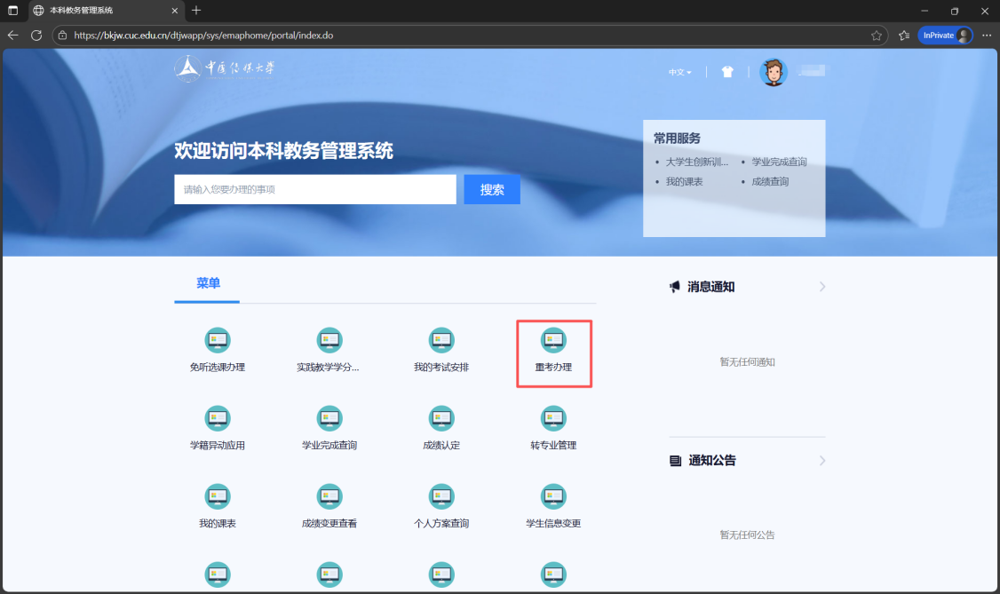 本科教务管理系统
https://bkjw.cuc.edu.cn/dtjwapp/sys/emaphome/portal/index.do
InPrivate
中国传媒大学
中文
欢迎访问本科教务管理系统
请输入您要办理的事项
搜索
常用服务
大学生创新训... 学业完成查询
我的课表 成绩查询
菜单
免听选课办理 实践教学学分... 我的考试安排 重考办理
学籍异动应用 学业完成查询 成绩认定 转专业管理
我的课表 成绩变更查看 个人方案查询 学生信息变更
消息通知
暂无任何通知
通知公告
暂无任何公告